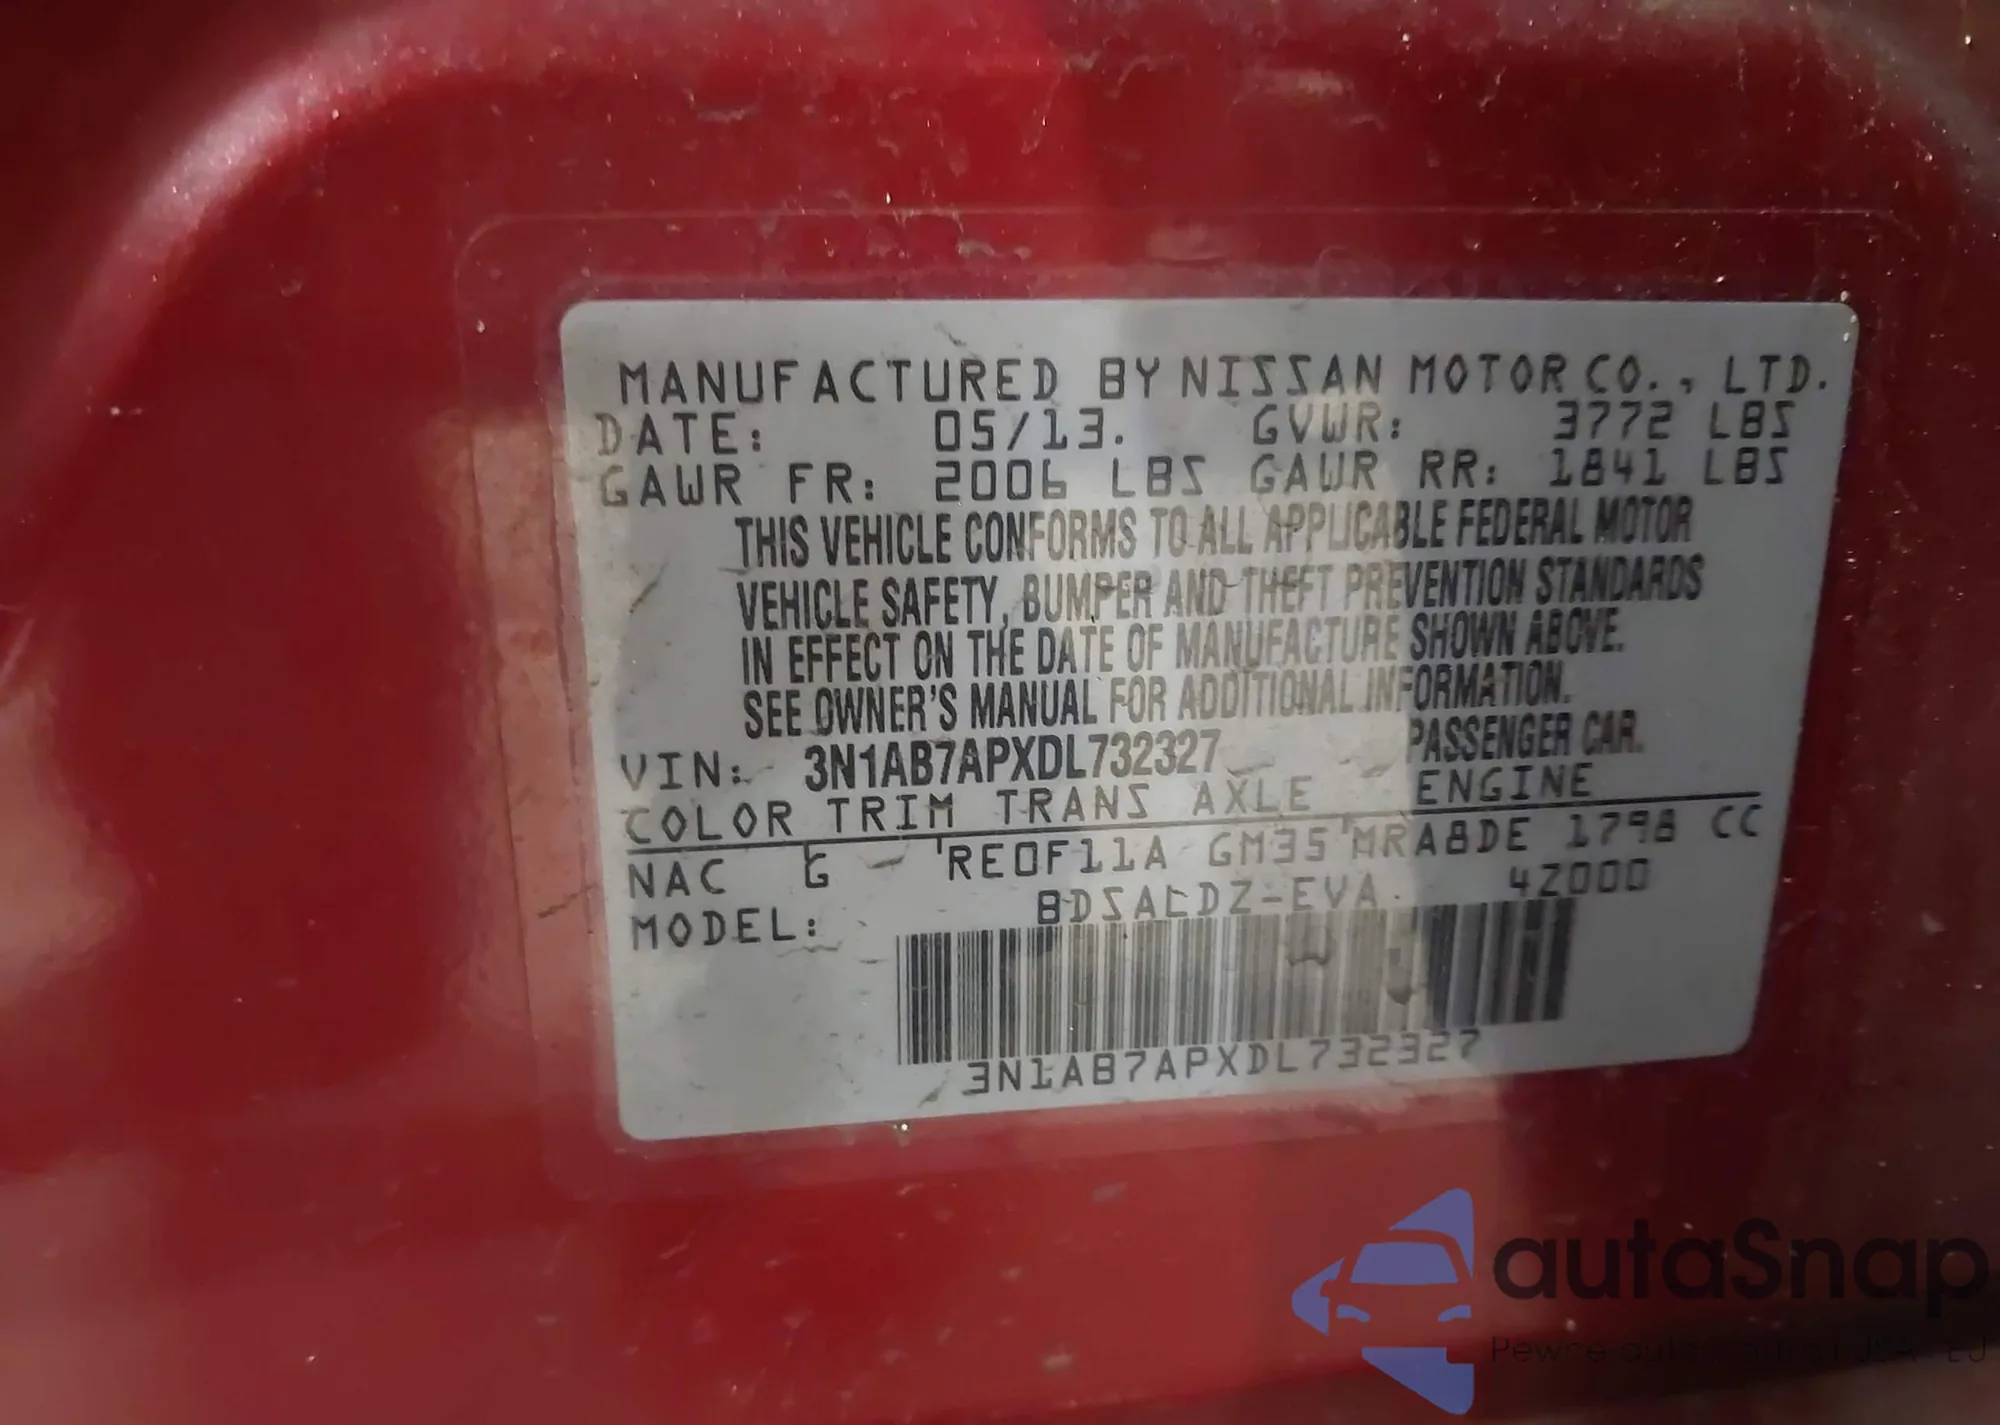 MANUFACTURED BY NISSAN MOTOR CO., LTD.
DATE: 05/13. GVWR: 3772 LBS
GAWR FR: 2006 LBS GAWR RR: 1841 LBS
THIS VEHICLE CONFORMS TO ALL APPLICABLE FEDERAL MOTOR
VEHICLE SAFETY, BUMPER AND THEFT PREVENTION STANDARDS
IN EFFECT ON THE DATE OF MANUFACTURE SHOWN ABOVE.
SEE OWNER'S MANUAL FOR ADDITIONAL INFORMATION.
VIN: 3N1AB7APXDL732327 PASSENGER CAR.
COLOR TRIM TRANS AXLE ENGINE
NAC G RE0F11A GM35 MRA8DE 1798 CC
MODEL: BDSALDZ-EVA 4Z000
3N1AB7APXDL732327
autaSnap